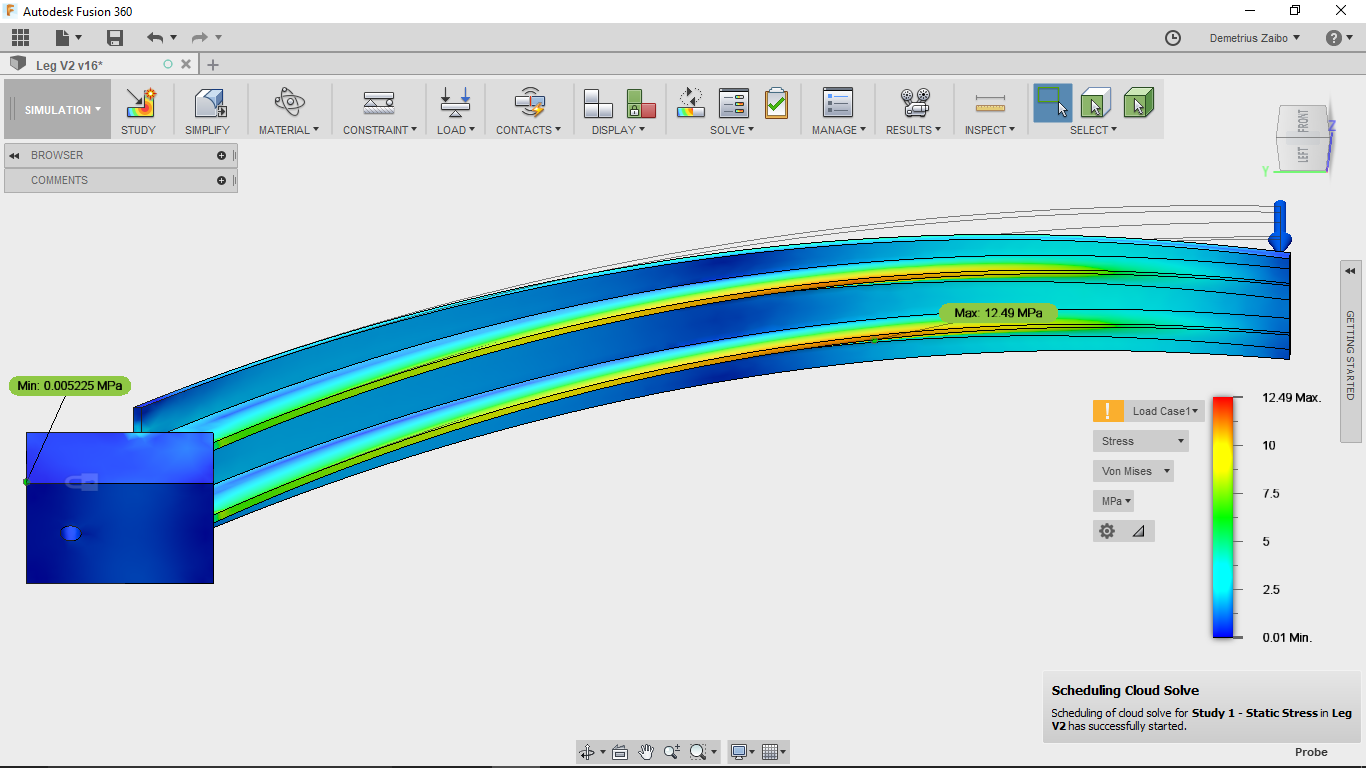 Autodesk Fusion 360
Demetrius Zaibo
Leg V2 v16*
SIMULATION
STUDY
SIMPLIFY
MATERIAL
CONSTRAINT
LOAD
CONTACTS
DISPLAY
SOLVE
MANAGE
RESULTS
INSPECT
SELECT
BROWSER
COMMENTS
FRONT
LEFT
Z
Y
GETTING STARTED
Max: 12.49 MPa
Min: 0.005225 MPa
Load Case1
Stress
Von Mises
MPa
12.49 Max.
10
7.5
5
2.5
0.01 Min.
Scheduling Cloud Solve
Scheduling of cloud solve for Study 1 - Static Stress in Leg
V2 has successfully started.
Probe